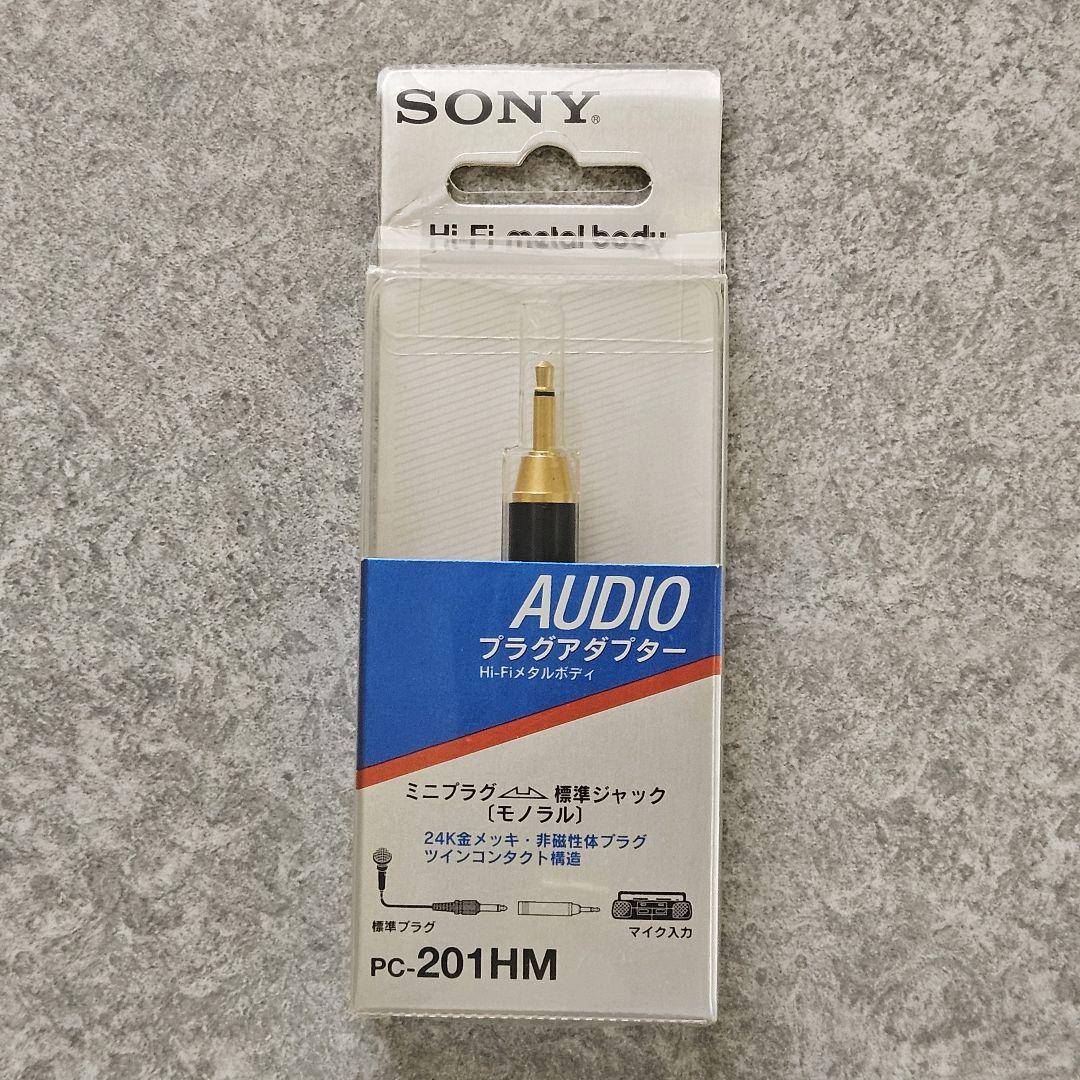 SONY®
Hi-Fi metal body
AUDIO
プラグアダプター
Hi-Fiメタルボディ
ミニプラグ 標準ジャック
〔モノラル〕
24K金メッキ・非磁性体プラグ
ツインコンタクト構造
標準プラグ
マイク入力
PC-201HM